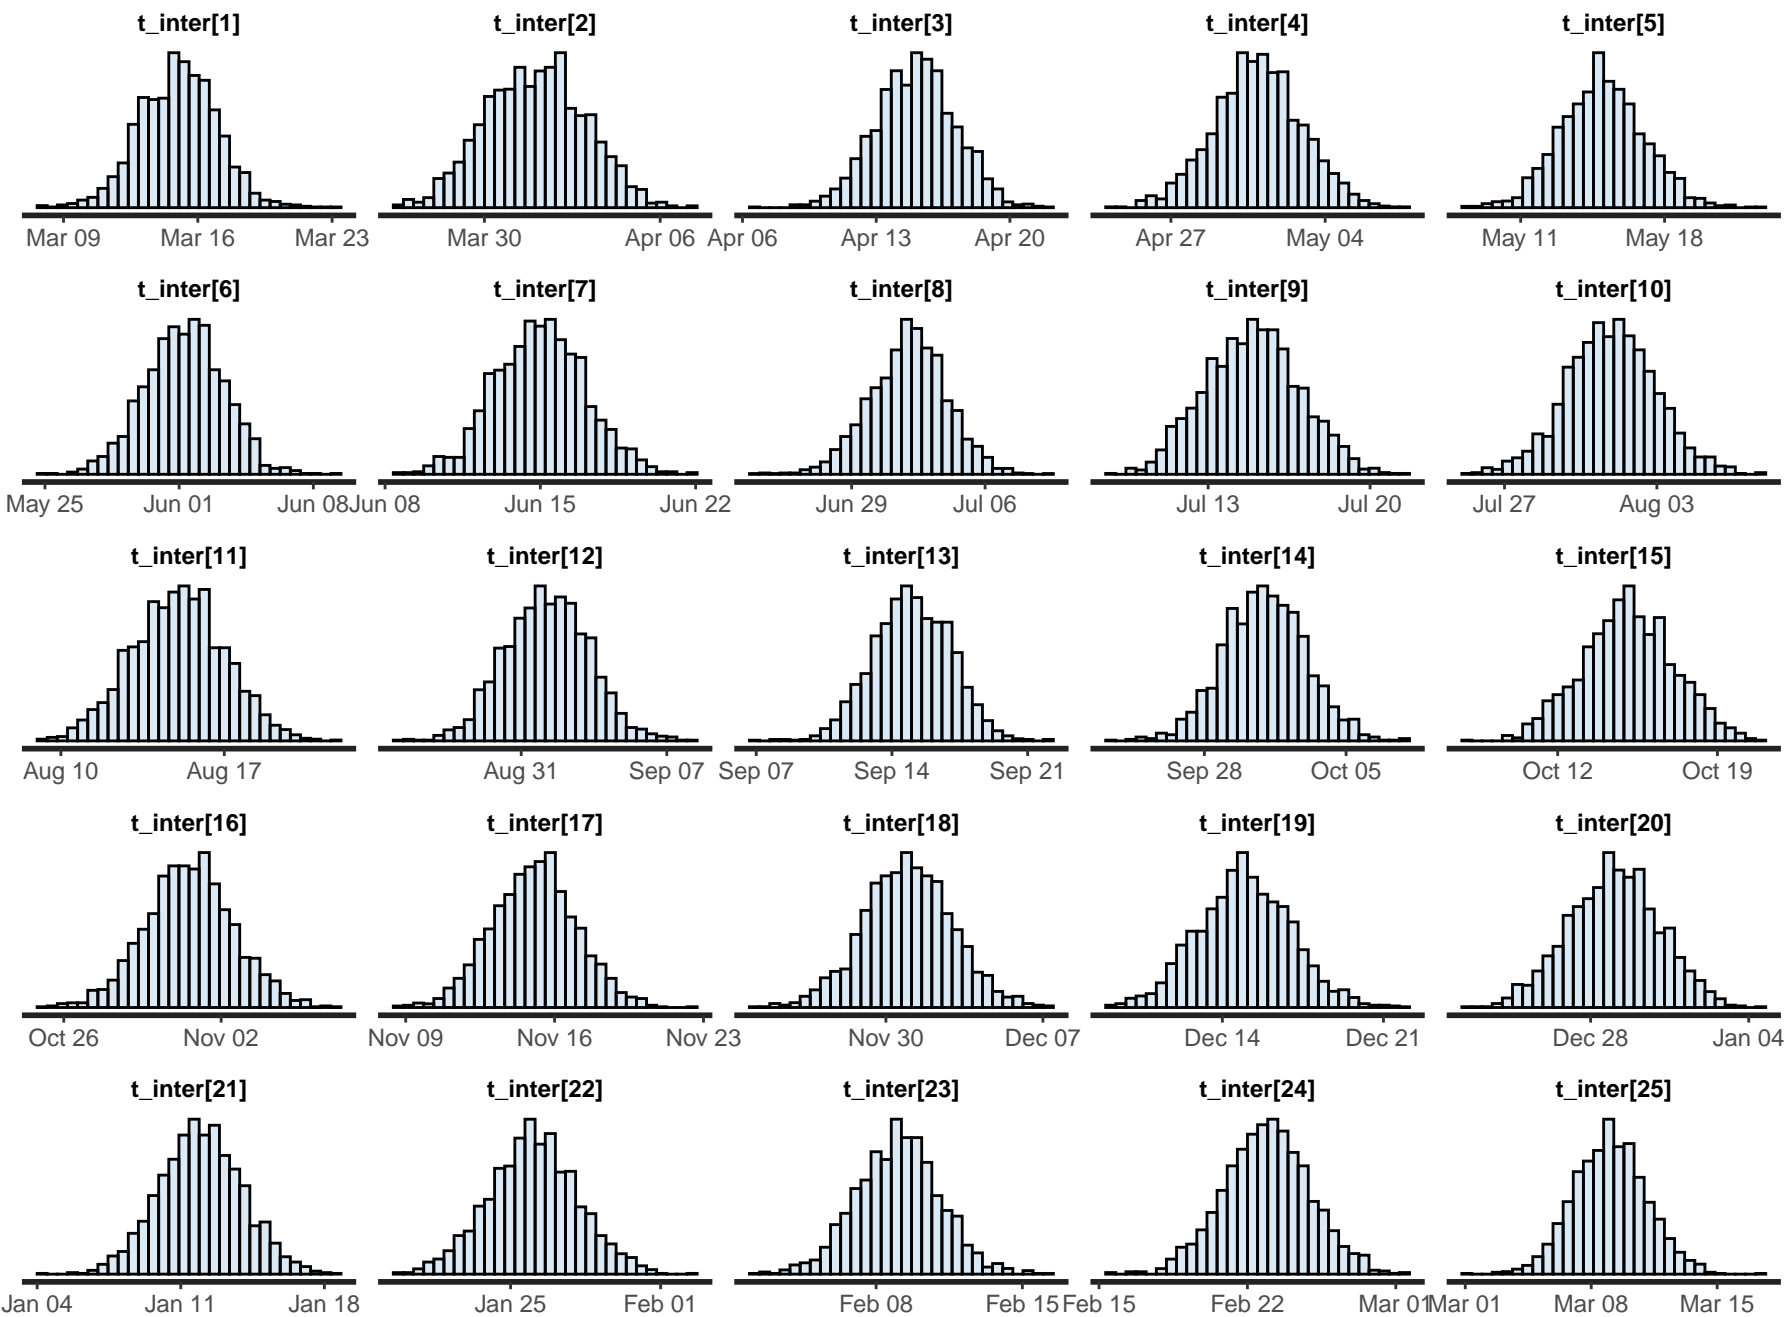 t_inter[1] t_inter[2] t_inter[3] t_inter[4] t_inter[5]
Mar 09 Mar 16 Mar 23 Mar 30 Apr 06 Apr 06 Apr 13 Apr 20 Apr 27 May 04 May 11 May 18
t_inter[6] t_inter[7] t_inter[8] t_inter[9] t_inter[10]
May 25 Jun 01 Jun 08 Jun 08 Jun 15 Jun 22 Jun 29 Jul 06 Jul 13 Jul 20 Jul 27 Aug 03
t_inter[11] t_inter[12] t_inter[13] t_inter[14] t_inter[15]
Aug 10 Aug 17 Aug 31 Sep 07 Sep 07 Sep 14 Sep 21 Sep 28 Oct 05 Oct 12 Oct 19
t_inter[16] t_inter[17] t_inter[18] t_inter[19] t_inter[20]
Oct 26 Nov 02 Nov 09 Nov 16 Nov 23 Nov 30 Dec 07 Dec 14 Dec 21 Dec 28 Jan 04
t_inter[21] t_inter[22] t_inter[23] t_inter[24] t_inter[25]
Jan 04 Jan 11 Jan 18 Jan 25 Feb 01 Feb 08 Feb 15 Feb 15 Feb 22 Mar 01 Mar 01 Mar 08 Mar 15